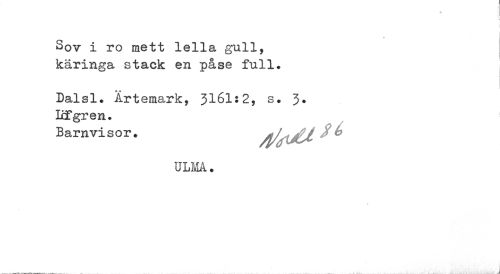 Sov i ro mett lella gull,
käringa stack en påse full.
Dalsl. Ärtemark, 3161:2, s. 3.
Löfgren.
Barnvisor.
Nordl 86
ULMA.